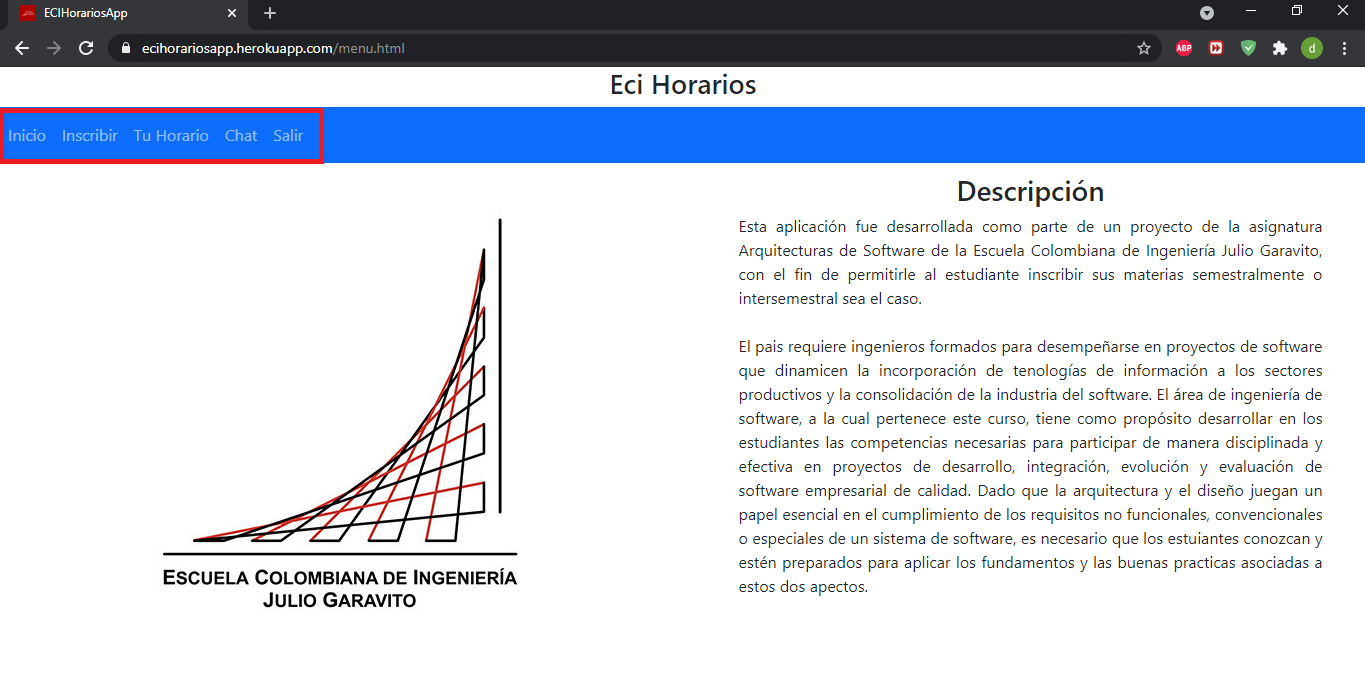 ECIHorariosApp
ecihorariosapp.herokuapp.com/menu.html
ABP
d
Eci Horarios
Inicio Inscribir Tu Horario Chat Salir
ESCUELA COLOMBIANA DE INGENIERÍA
JULIO GARAVITO
Descripción
Esta aplicación fue desarrollada como parte de un proyecto de la asignatura
Arquitecturas de Software de la Escuela Colombiana de Ingeniería Julio Garavito,
con el fin de permitirle al estudiante inscribir sus materias semestralmente o
intersemestral sea el caso.
El pais requiere ingenieros formados para desempeñarse en proyectos de software
que dinamicen la incorporación de tenologías de información a los sectores
productivos y la consolidación de la industria del software. El área de ingeniería de
software, a la cual pertenece este curso, tiene como propósito desarrollar en los
estudiantes las competencias necesarias para participar de manera disciplinada y
efectiva en proyectos de desarrollo, integración, evolución y evaluación de
software empresarial de calidad. Dado que la arquitectura y el diseño juegan un
papel esencial en el cumplimiento de los requisitos no funcionales, convencionales
o especiales de un sistema de software, es necesario que los estuiantes conozcan y
estén preparados para aplicar los fundamentos y las buenas practicas asociadas a
estos dos apectos.